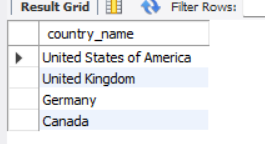 Result Grid Filter Rows:
country_name
United States of America
United Kingdom
Germany
Canada